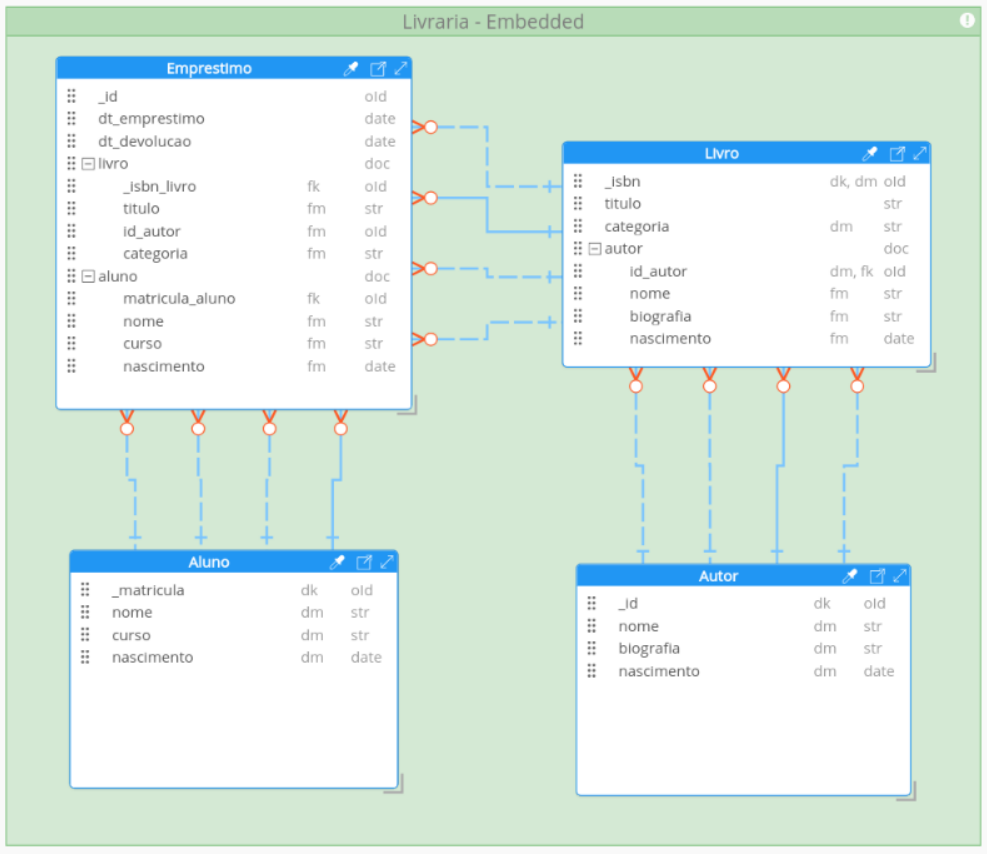 Livraria - Embedded
Emprestimo
_id oId
dt_emprestimo date
dt_devolucao date
livro doc
_isbn_livro fk oId
titulo fm str
id_autor fm oId
categoria fm str
aluno doc
matricula_aluno fk oId
nome fm str
curso fm str
nascimento fm date
Livro
_isbn dk, dm oId
titulo str
categoria dm str
autor doc
id_autor dm, fk oId
nome fm str
biografia fm str
nascimento fm date
Aluno
_matricula dk oId
nome dm str
curso dm str
nascimento dm date
Autor
_id dk oId
nome dm str
biografia dm str
nascimento dm date